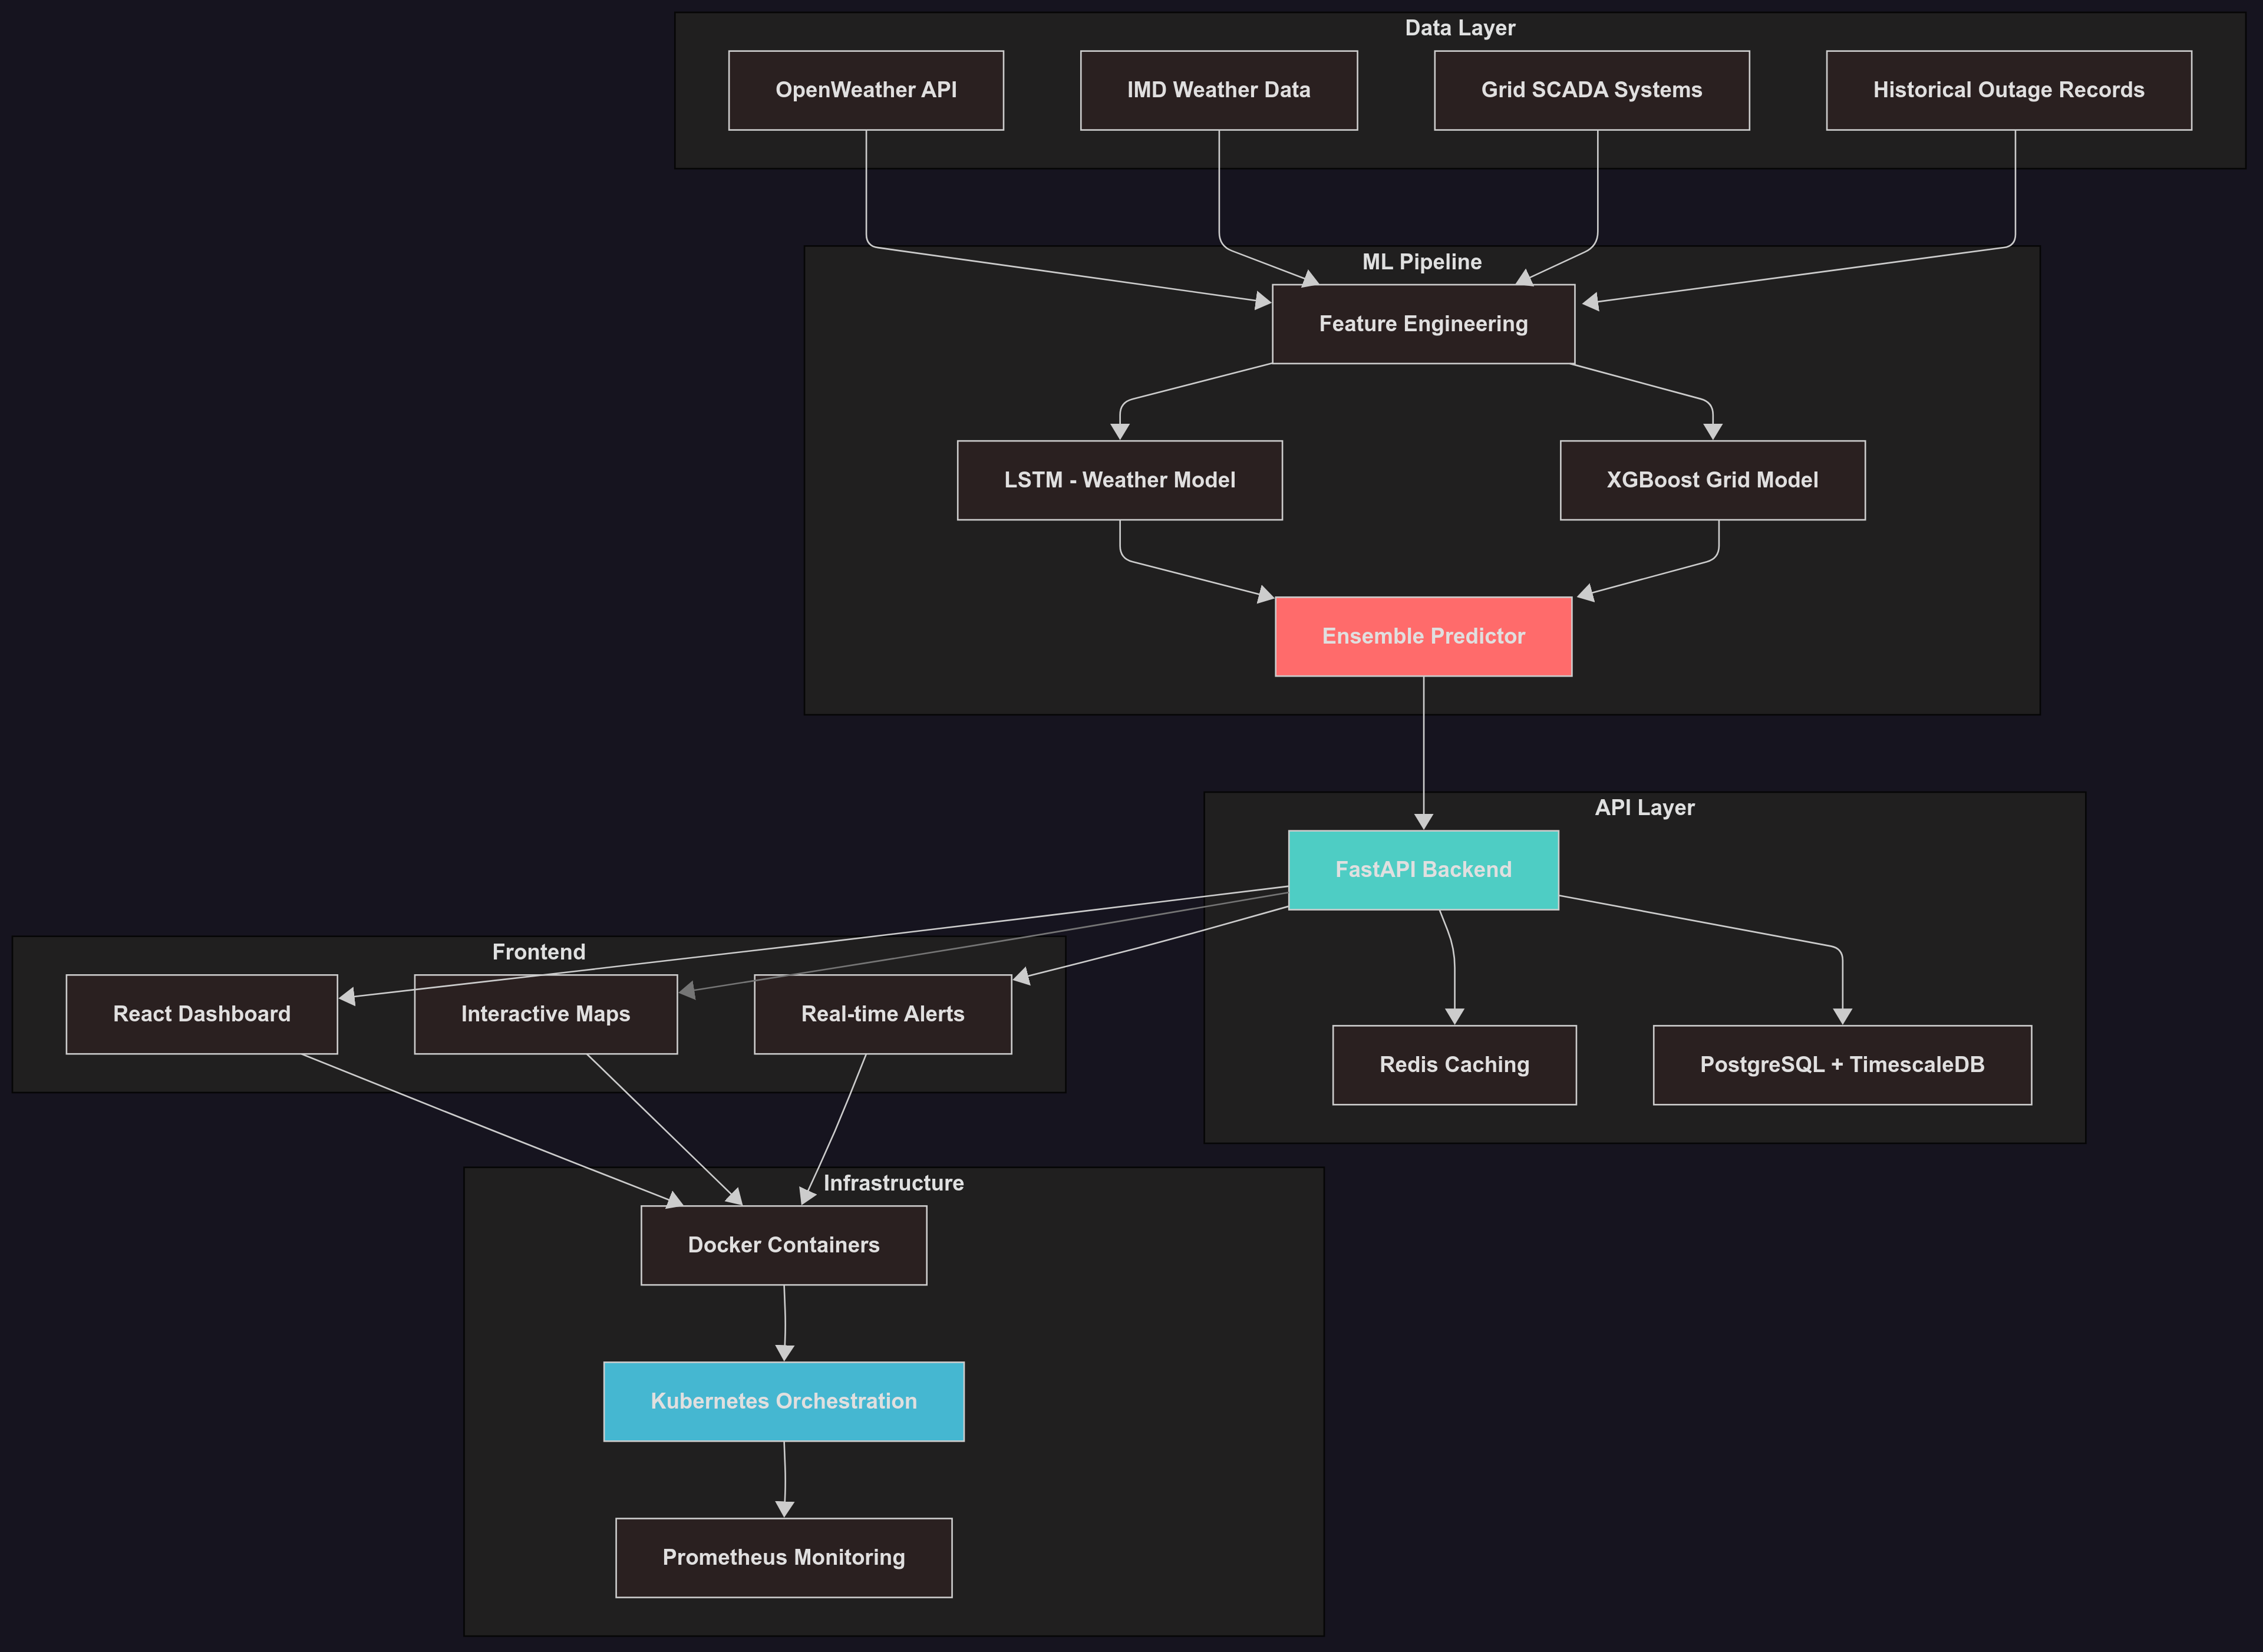 Data Layer
OpenWeather API
IMD Weather Data
Grid SCADA Systems
Historical Outage Records
ML Pipeline
Feature Engineering
LSTM - Weather Model
XGBoost Grid Model
Ensemble Predictor
API Layer
FastAPI Backend
Redis Caching
PostgreSQL + TimescaleDB
Frontend
React Dashboard
Interactive Maps
Real-time Alerts
Infrastructure
Docker Containers
Kubernetes Orchestration
Prometheus Monitoring